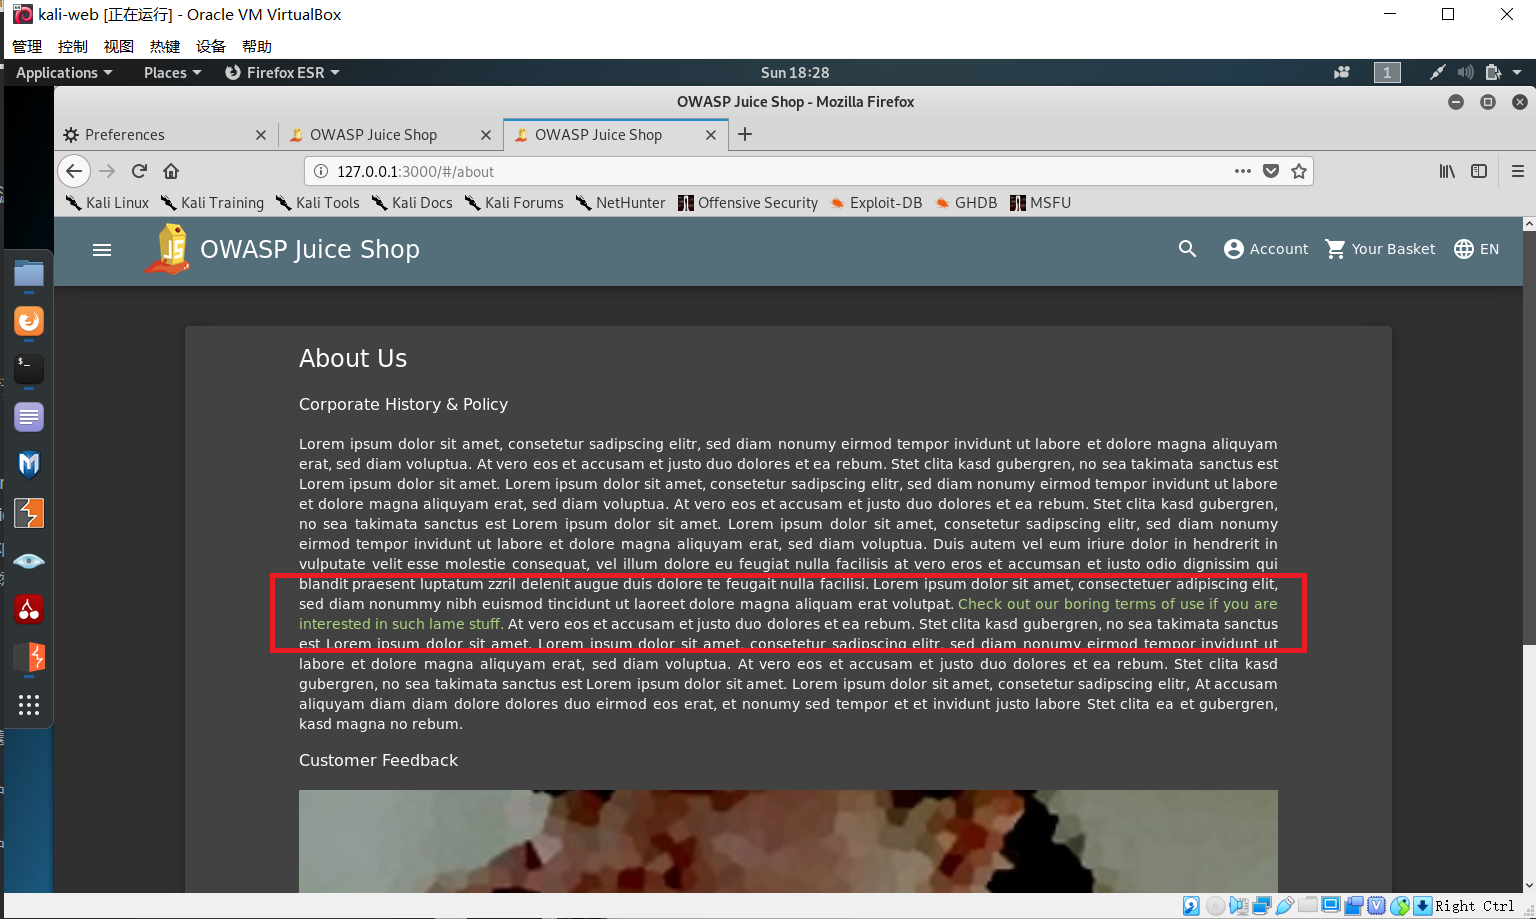 kali-web [正在运行] - Oracle VM VirtualBox
管理 控制 视图 热键 设备 帮助
Applications Places Firefox ESR Sun 18:28 1
OWASP Juice Shop - Mozilla Firefox
Preferences OWASP Juice Shop OWASP Juice Shop
127.0.0.1:3000/#/about
Kali Linux Kali Training Kali Tools Kali Docs Kali Forums NetHunter Offensive Security Exploit-DB GHDB MSFU
JS OWASP Juice Shop Account Your Basket EN
About Us
Corporate History & Policy
Lorem ipsum dolor sit amet, consetetur sadipscing elitr, sed diam nonumy eirmod tempor invidunt ut labore et dolore magna aliquyam
erat, sed diam voluptua. At vero eos et accusam et justo duo dolores et ea rebum. Stet clita kasd gubergren, no sea takimata sanctus est
Lorem ipsum dolor sit amet. Lorem ipsum dolor sit amet, consetetur sadipscing elitr, sed diam nonumy eirmod tempor invidunt ut labore
et dolore magna aliquyam erat, sed diam voluptua. At vero eos et accusam et justo duo dolores et ea rebum. Stet clita kasd gubergren,
no sea takimata sanctus est Lorem ipsum dolor sit amet. Lorem ipsum dolor sit amet, consetetur sadipscing elitr, sed diam nonumy
eirmod tempor invidunt ut labore et dolore magna aliquyam erat, sed diam voluptua. Duis autem vel eum iriure dolor in hendrerit in
vulputate velit esse molestie consequat, vel illum dolore eu feugiat nulla facilisis at vero eros et accumsan et iusto odio dignissim qui
blandit praesent luptatum zzril delenit augue duis dolore te feugait nulla facilisi. Lorem ipsum dolor sit amet, consectetuer adipiscing elit,
sed diam nonummy nibh euismod tincidunt ut laoreet dolore magna aliquam erat volutpat. Check out our boring terms of use if you are
interested in such lame stuff. At vero eos et accusam et justo duo dolores et ea rebum. Stet clita kasd gubergren, no sea takimata sanctus
est Lorem ipsum dolor sit amet. Lorem ipsum dolor sit amet, consetetur sadipscing elitr, sed diam nonumy eirmod tempor invidunt ut
labore et dolore magna aliquyam erat, sed diam voluptua. At vero eos et accusam et justo duo dolores et ea rebum. Stet clita kasd
gubergren, no sea takimata sanctus est Lorem ipsum dolor sit amet. Lorem ipsum dolor sit amet, consetetur sadipscing elitr, At accusam
aliquyam diam diam dolore dolores duo eirmod eos erat, et nonumy sed tempor et et invidunt justo labore Stet clita ea et gubergren,
kasd magna no rebum.
Customer Feedback
Right Ctrl